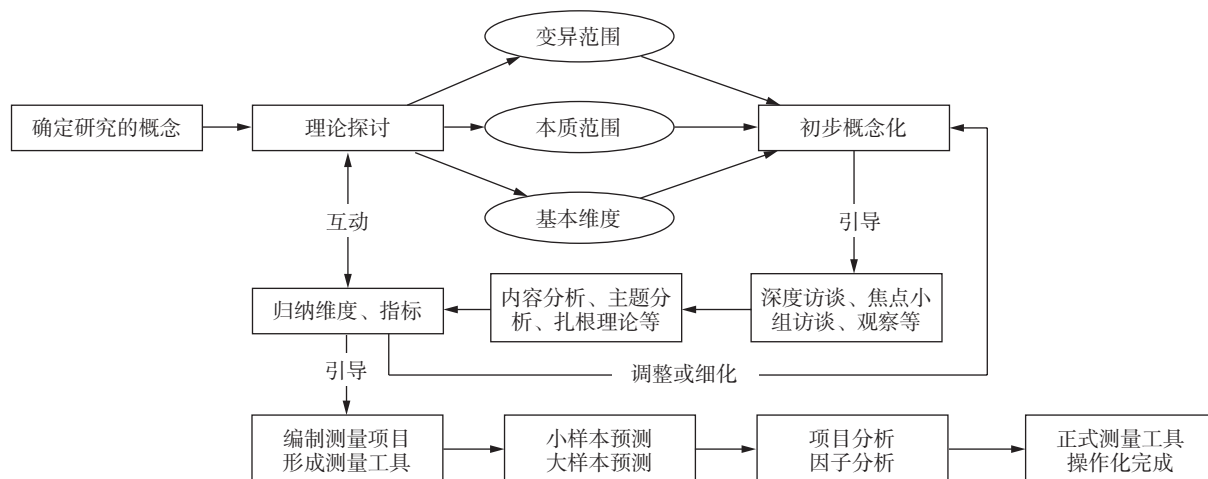 变异范围
确定研究的概念
理论探讨
本质范围
初步概念化
基本维度
互动
引导
归纳维度、指标
内容分析、主题分
析、扎根理论等
深度访谈、焦点小
组访谈、观察等
引导
调整或细化
编制测量项目
形成测量工具
小样本预测
大样本预测
项目分析
因子分析
正式测量工具
操作化完成